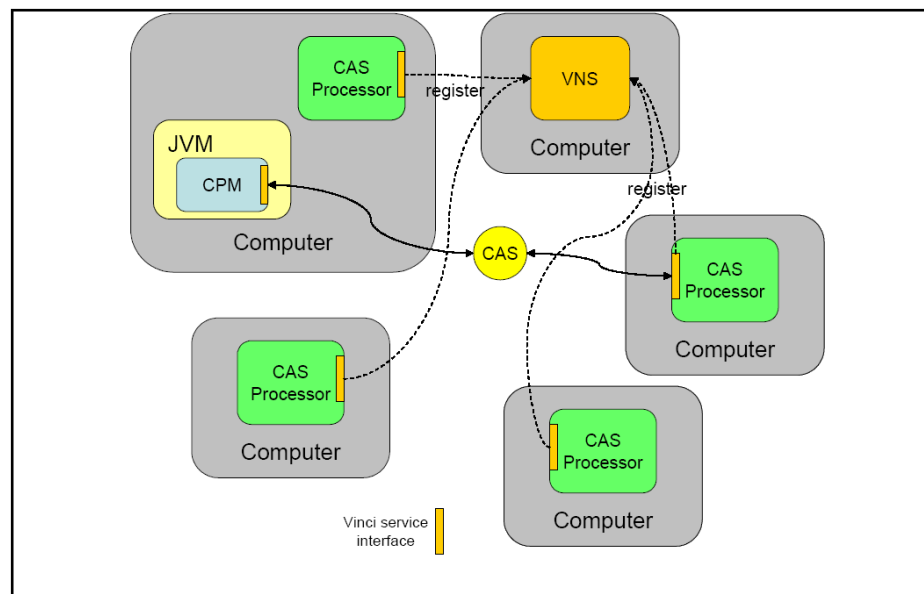 CAS
Processor
register
VNS
Computer
JVM
CPM
Computer
register
CAS
CAS
Processor
Computer
CAS
Processor
Computer
CAS
Processor
Computer
Vinci service
interface